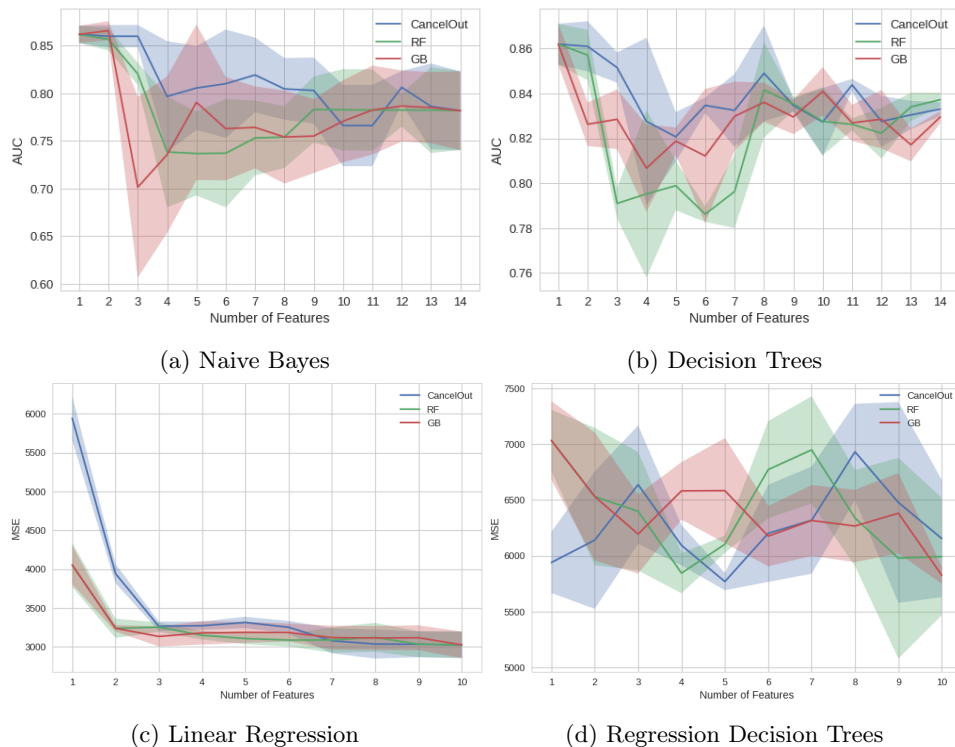 CancelOut
RF
GB
0.85
0.80
0.75
0.70
0.65
0.60
AUC
1 2 3 4 5 6 7 8 9 10 11 12 13 14
Number of Features
(a) Naive Bayes
CancelOut
RF
GB
0.86
0.84
0.82
0.80
0.78
0.76
AUC
1 2 3 4 5 6 7 8 9 10 11 12 13 14
Number of Features
(b) Decision Trees
CancelOut
RF
GB
6000
5500
5000
4500
4000
3500
3000
MSE
1 2 3 4 5 6 7 8 9 10
Number of Features
(c) Linear Regression
CancelOut
RF
GB
7500
7000
6500
6000
5500
5000
MSE
1 2 3 4 5 6 7 8 9 10
Number of Features
(d) Regression Decision Trees